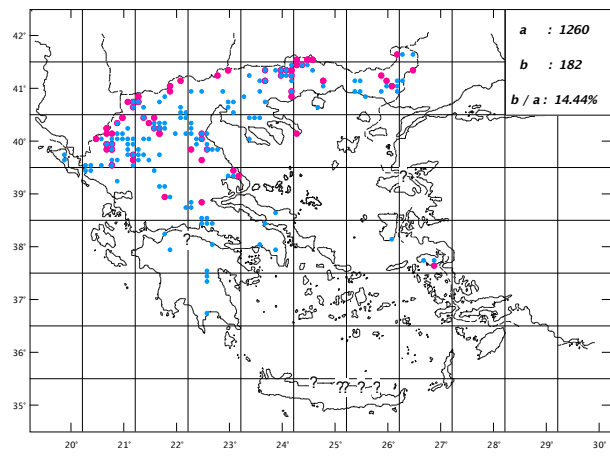 42'
a : 1260
41'
b : 182
b / a : 14.44%
40'
?
39'
?
38'
37'
36'
? ?? ? ?
35'
20' 21' 22' 23' 24' 25' 26' 27' 28' 29' 30'